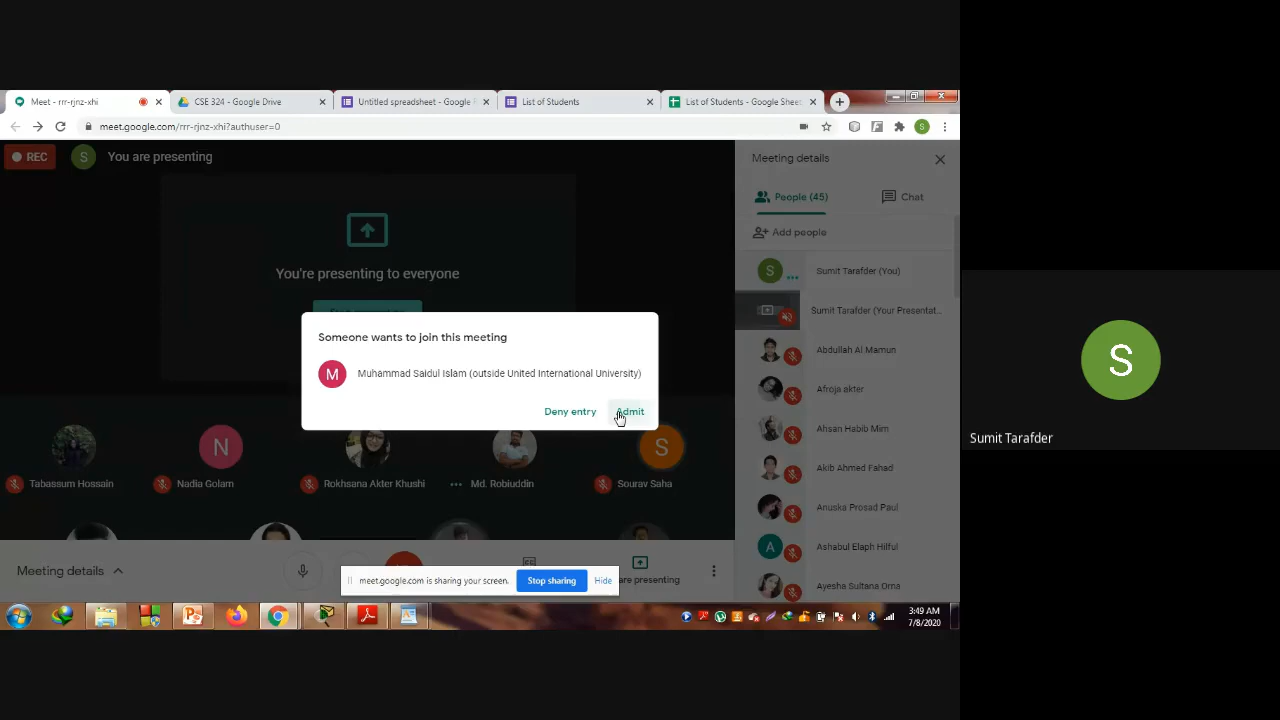 Meet - rrr-rjnz-xhi
CSE 324 - Google Drive
Untitled spreadsheet - Google
List of Students
List of Students - Google Sheet
meet.google.com/rrr-rjnz-xhi?authuser=0
S
REC
S
You are presenting
Meeting details
People (45)
Chat
Add people
You're presenting to everyone
S
Sumit Tarafder (You)
Sumit Tarafder (Your Presentat...
Someone wants to join this meeting
M
Muhammad Saidul Islam (outside United International University)
Deny entry
Admit
Abdullah Al Mamun
Afroja akter
Ahsan Habib Mim
Akib Ahmed Fahad
Anuska Prosad Paul
A
Ashabul Elaph Hilful
Ayesha Sultana Orna
N
S
Tabassum Hossain
Nadia Golam
Rokhsana Akter Khushi
Md. Robiuddin
Sourav Saha
Meeting details
are presenting
meet.google.com is sharing your screen.
Stop sharing
Hide
3:49 AM
7/8/2020
S
Sumit Tarafder